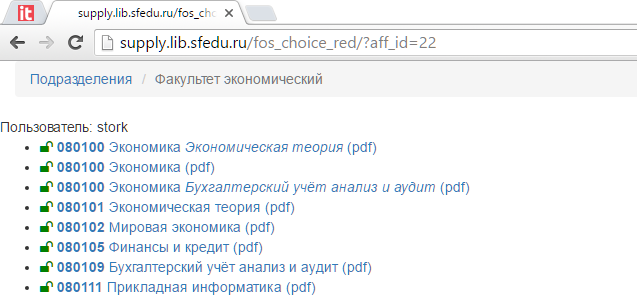 it
supply.lib.sfedu.ru/fos_cho
supply.lib.sfedu.ru/fos_choice_red/?aff_id=22
Подразделения / Факультет экономический
Пользователь: stork
080100 Экономика Экономическая теория (pdf)
080100 Экономика (pdf)
080100 Экономика Бухгалтерский учёт анализ и аудит (pdf)
080101 Экономическая теория (pdf)
080102 Мировая экономика (pdf)
080105 Финансы и кредит (pdf)
080109 Бухгалтерский учёт анализ и аудит (pdf)
080111 Прикладная информатика (pdf)